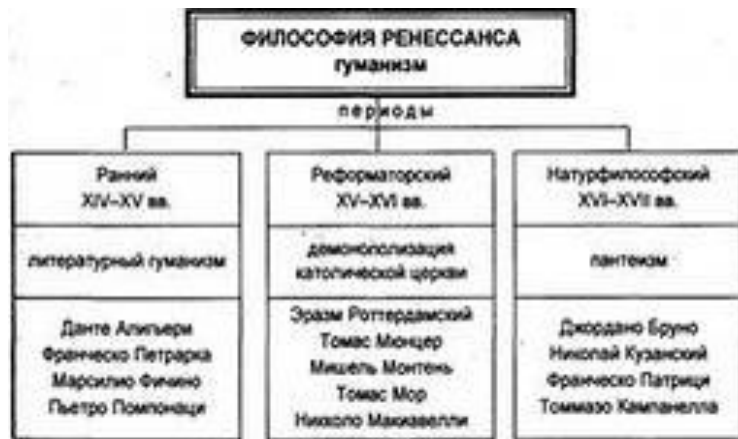 ФИЛОСОФИЯ РЕНЕССАНСА
гуманизм
периоды
Ранний
XIV–XV вв.
литературный гуманизм
Данте Алигьери
Франческо Петрарка
Марсилио Фичино
Пьетро Помпонаци
Реформаторский
XV–XVI вв.
демонополизация
католической церкви
Эразм Роттердамский
Томас Мюнцер
Мишель Монтень
Томас Мор
Никколо Макиавелли
Натурфилософский
XVI–XVII вв.
пантеизм
Джордано Бруно
Николай Кузанский
Франческо Патрици
Томмазо Кампанелла